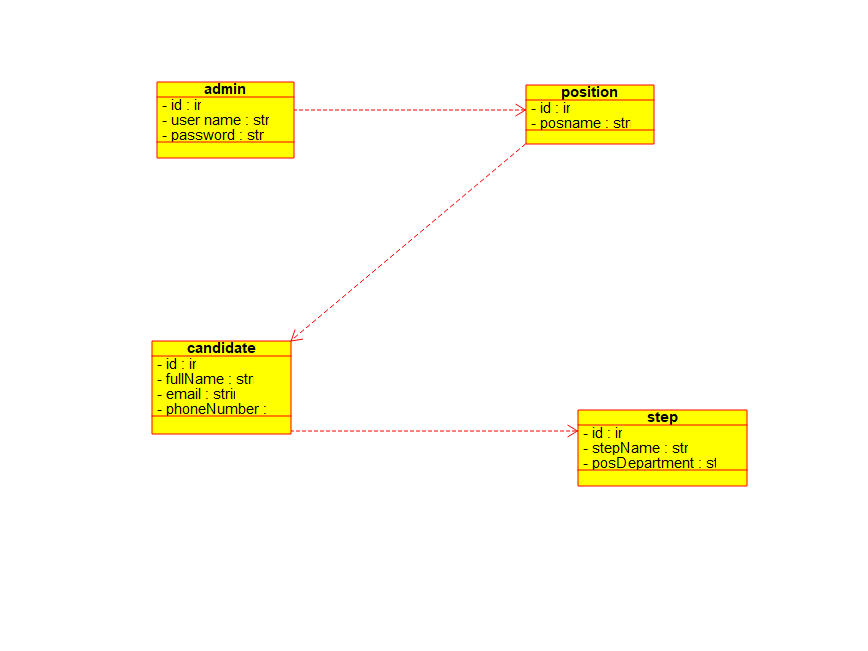 admin
- id : ir
- user name : str
- password : str
position
- id : ir
- posname : str
candidate
- id : ir
- fullName : str
- email : strii
- phoneNumber :
step
- id : ir
- stepName : str
- posDepartment : st